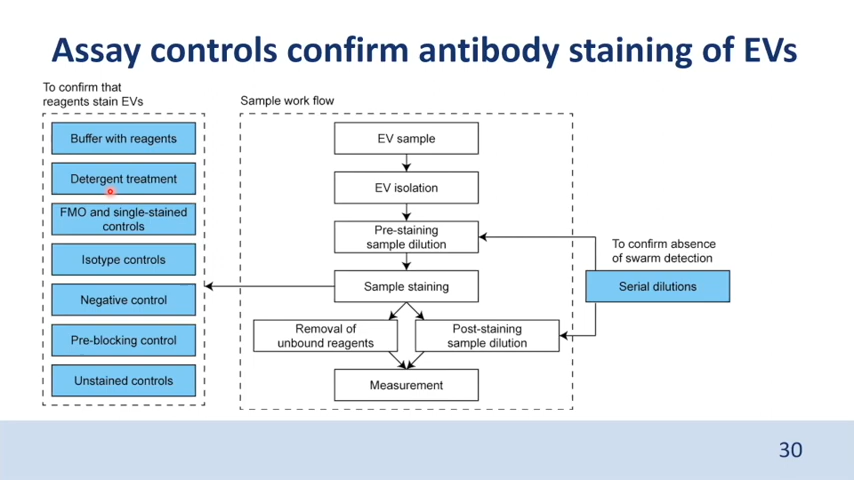 Assay controls confirm antibody staining of EVs
To confirm that
reagents stain EVs
Buffer with reagents
Detergent treatment
FMO and single-stained
controls
Isotype controls
Negative control
Pre-blocking control
Unstained controls
Sample work flow
EV sample
EV isolation
Pre-staining
sample dilution
Sample staining
Removal of
unbound reagents
Post-staining
sample dilution
Measurement
To confirm absence
of swarm detection
Serial dilutions
30